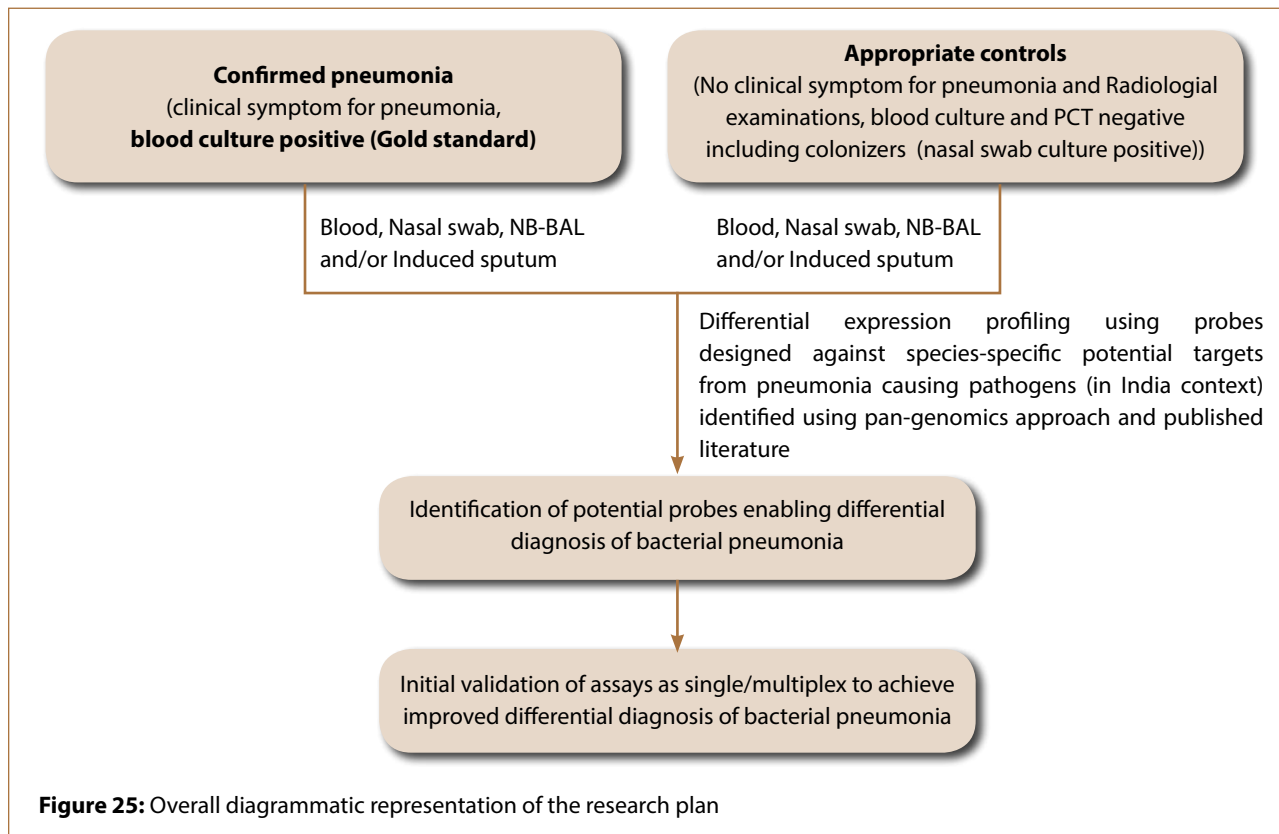 Confirmed pneumonia
(clinical symptom for pneumonia,
blood culture positive (Gold standard)
Appropriate controls
(No clinical symptom for pneumonia and Radiologial
examinations, blood culture and PCT negative
including colonizers (nasal swab culture positive))
Blood, Nasal swab, NB-BAL
and/or Induced sputum
Blood, Nasal swab, NB-BAL
and/or Induced sputum
Differential expression profiling using probes
designed against species-specific potential targets
from pneumonia causing pathogens (in India context)
identified using pan-genomics approach and published
literature
Identification of potential probes enabling differential
diagnosis of bacterial pneumonia
Initial validation of assays as single/multiplex to achieve
improved differential diagnosis of bacterial pneumonia
Figure 25: Overall diagrammatic representation of the research plan